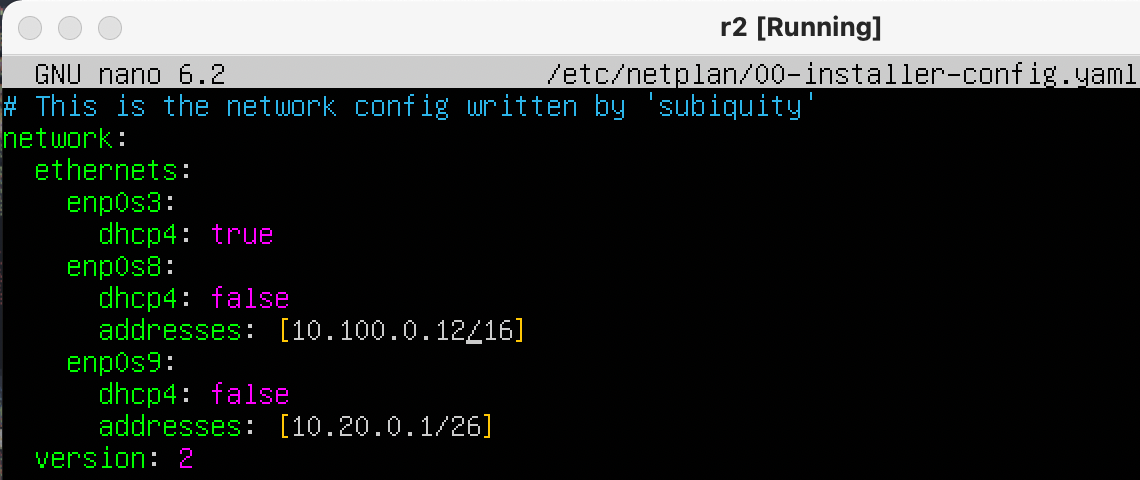 r2 [Running]
GNU nano 6.2 /etc/netplan/00-installer-config.yaml
# This is the network config written by 'subiquity'
network:
  ethernets:
    enp0s3:
      dhcp4: true
    enp0s8:
      dhcp4: false
      addresses: [10.100.0.12/16]
    enp0s9:
      dhcp4: false
      addresses: [10.20.0.1/26]
  version: 2